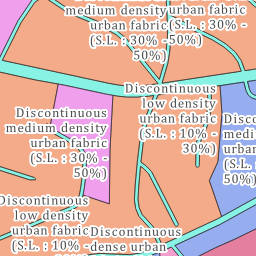 medium density
urban fabric
(S.L. : 30% -
50%)
urban fabric
(S.L. : 30% -
50%)
Discontinuous
low density
urban fabric
(S.L. : 10% -
30%)
Discontinuous
medium density
urban fabric
(S.L. : 30% -
50%)
50%)
Discontinuous
low density
urban fabric
(S.L. : 10% -
Discontinuous
dense urban